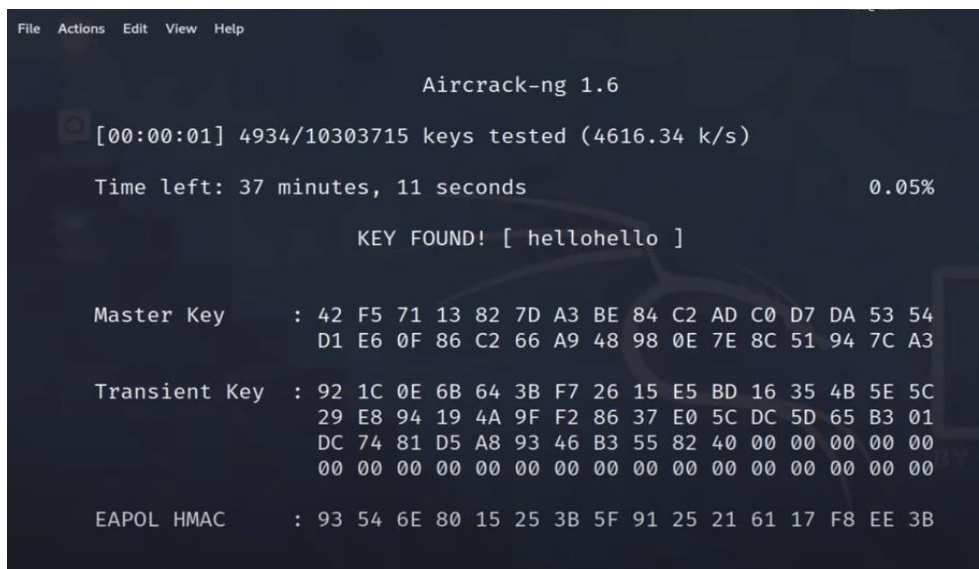 File Actions Edit View Help
Aircrack-ng 1.6
[00:00:01] 4934/10303715 keys tested (4616.34 k/s)
Time left: 37 minutes, 11 seconds 0.05%
KEY FOUND! [ hellohello ]
Master Key : 42 F5 71 13 82 7D A3 BE 84 C2 AD C0 D7 DA 53 54
D1 E6 0F 86 C2 66 A9 48 98 0E 7E 8C 51 94 7C A3
Transient Key : 92 1C 0E 6B 64 3B F7 26 15 E5 BD 16 35 4B 5E 5C
29 E8 94 19 4A 9F F2 86 37 E0 5C DC 5D 65 B3 01
DC 74 81 D5 A8 93 46 B3 55 82 40 00 00 00 00 00
00 00 00 00 00 00 00 00 00 00 00 00 00 00 00 00
EAPOL HMAC : 93 54 6E 80 15 25 3B 5F 91 25 21 61 17 F8 EE 3B
BY